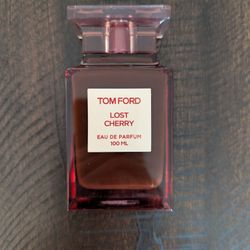 TOM FORD
LOST
CHERRY
EAU DE PARFUM
100 ML